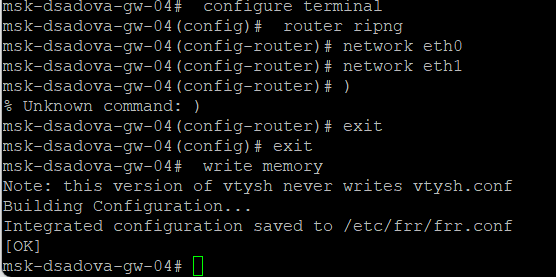 msk-dsadova-gw-04#  configure terminal
msk-dsadova-gw-04(config)#  router ripng
msk-dsadova-gw-04(config-router)# network eth0
msk-dsadova-gw-04(config-router)# network eth1
msk-dsadova-gw-04(config-router)# )
% Unknown command: )
msk-dsadova-gw-04(config-router)# exit
msk-dsadova-gw-04(config)# exit
msk-dsadova-gw-04#  write memory
Note: this version of vtysh never writes vtysh.conf
Building Configuration...
Integrated configuration saved to /etc/frr/frr.conf
[OK]
msk-dsadova-gw-04#